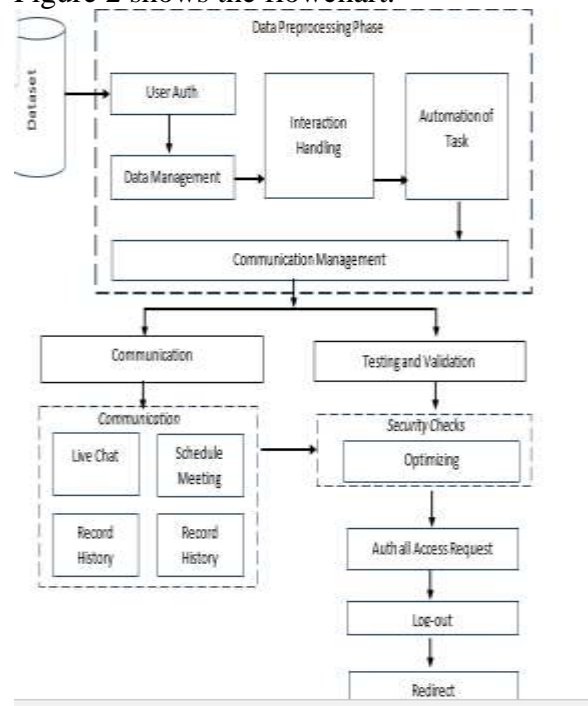 Figure 2 shows the flowchart.
Data Preprocessing Phase
Dataset
User Auth
Interaction
Handling
Automation of
Task
Data Management
Communication Management
Communication
Testing and Validation
Communication
Live Chat
Schedule
Meeting
Record
History
Record
History
Security Checks
Optimizing
Auth all Access Request
Log-out
Redirect